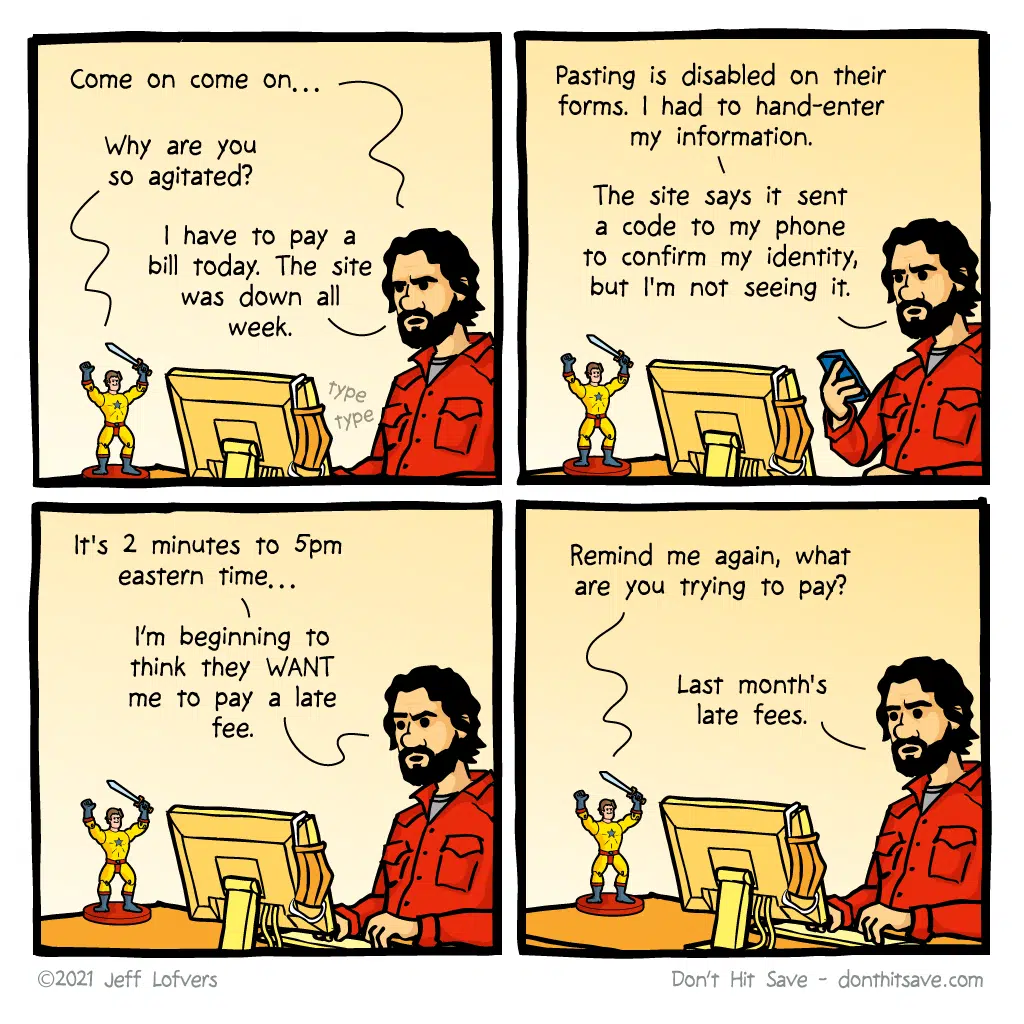 Come on come on...
Why are you
so agitated?
I have to pay a
bill today. The site
was down all
week.
type
type
Pasting is disabled on their
forms. I had to hand-enter
my information.
The site says it sent
a code to my phone
to confirm my identity,
but I'm not seeing it.
It's 2 minutes to 5pm
eastern time...
I'm beginning to
think they WANT
me to pay a late
fee.
Remind me again, what
are you trying to pay?
Last month's
late fees.
©2021 Jeff Lofvers
Don't Hit Save - donthitsave.com